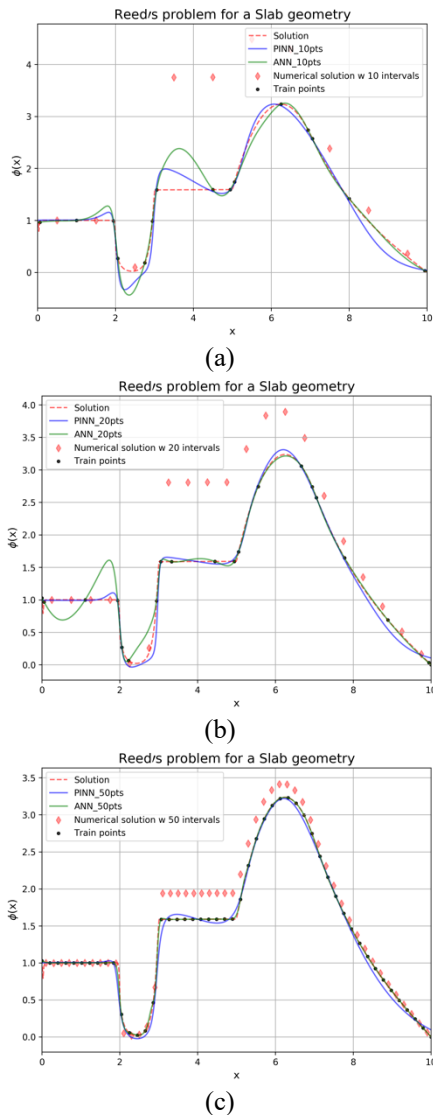 Reed's problem for a Slab geometry
Solution
PINN_10pts
ANN_10pts
Numerical solution w 10 intervals
Train points
4
3
2
1
0
ϕ(x)
0 2 4 6 8 10
x
(a)
Reed's problem for a Slab geometry
Solution
PINN_20pts
ANN_20pts
Numerical solution w 20 intervals
Train points
4.0
3.5
3.0
2.5
2.0
1.5
1.0
0.5
0.0
ϕ(x)
0 2 4 6 8 10
x
(b)
Reed's problem for a Slab geometry
Solution
PINN_50pts
ANN_50pts
Numerical solution w 50 intervals
Train points
3.5
3.0
2.5
2.0
1.5
1.0
0.5
0.0
ϕ(x)
0 2 4 6 8 10
x
(c)